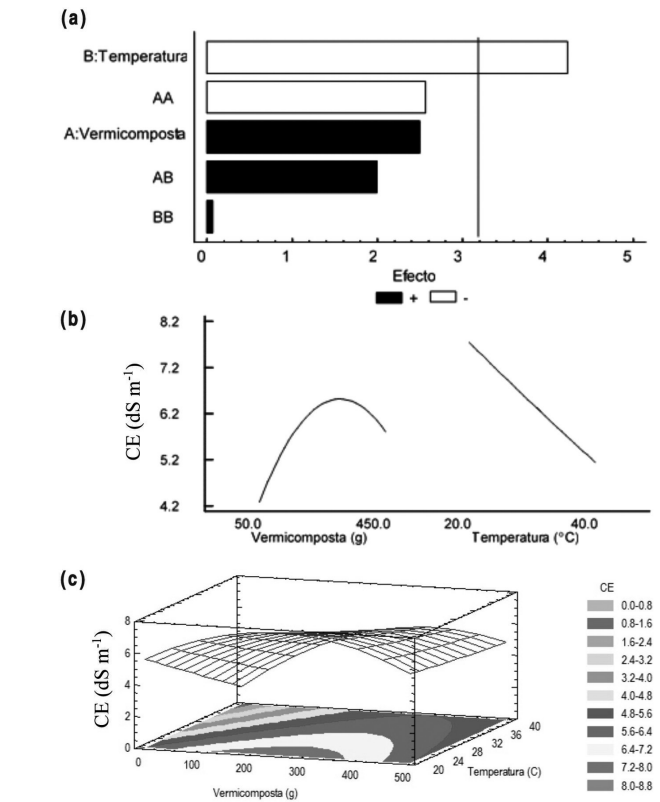 (a)
B:Temperatura
AA
A:Vermicomposta
AB
BB
0 1 2 3 4 5
Efecto
+ -
(b)
CE (dS m-1)
8.2
7.2
6.2
5.2
4.2
50.0 450.0 20.0 40.0
Vermicomposta (g) Temperatura (°C)
(c)
CE (dS m-1)
8
6
4
2
0
0 100 200 300 400 500
Vermicomposta (g)
20 24 28 32 36 40
Temperatura (C)
CE
0.0-0.8
0.8-1.6
1.6-2.4
2.4-3.2
3.2-4.0
4.0-4.8
4.8-5.6
5.6-6.4
6.4-7.2
7.2-8.0
8.0-8.8